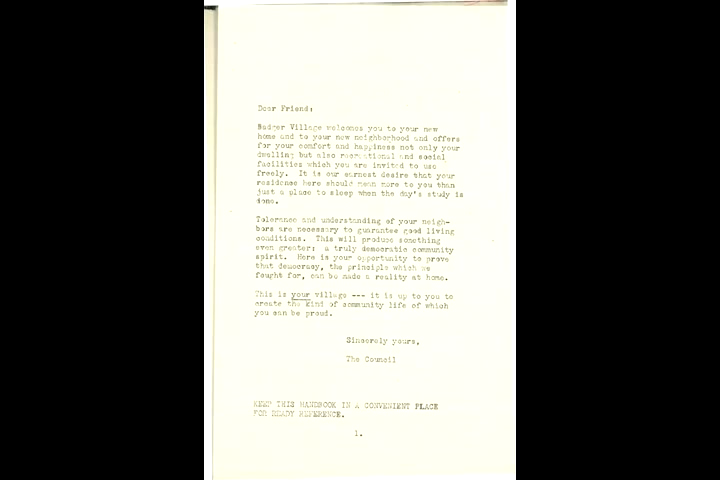 Dear Friend:
Badger Village welcomes you to your new
home and to your new neighborhood and offers
for your comfort and happiness not only your
dwelling but also recreational and social
facilities which you are invited to use
freely. It is our earnest desire that your
residence here should mean more to you than
just a place to sleep when the day's study is
done.
Tolerance and understanding of your neigh-
bors are necessary to guarantee good living
conditions. This will produce something
even greater: a truly democratic community
spirit. Here is your opportunity to prove
that democracy, the principle which we
fought for, can be made a reality at home.
This is your village --- it is up to you to
create the kind of community life of which
you can be proud.
Sincerely yours,
The Council
KEEP THIS HANDBOOK IN A CONVENIENT PLACE
FOR READY REFERENCE.
1.